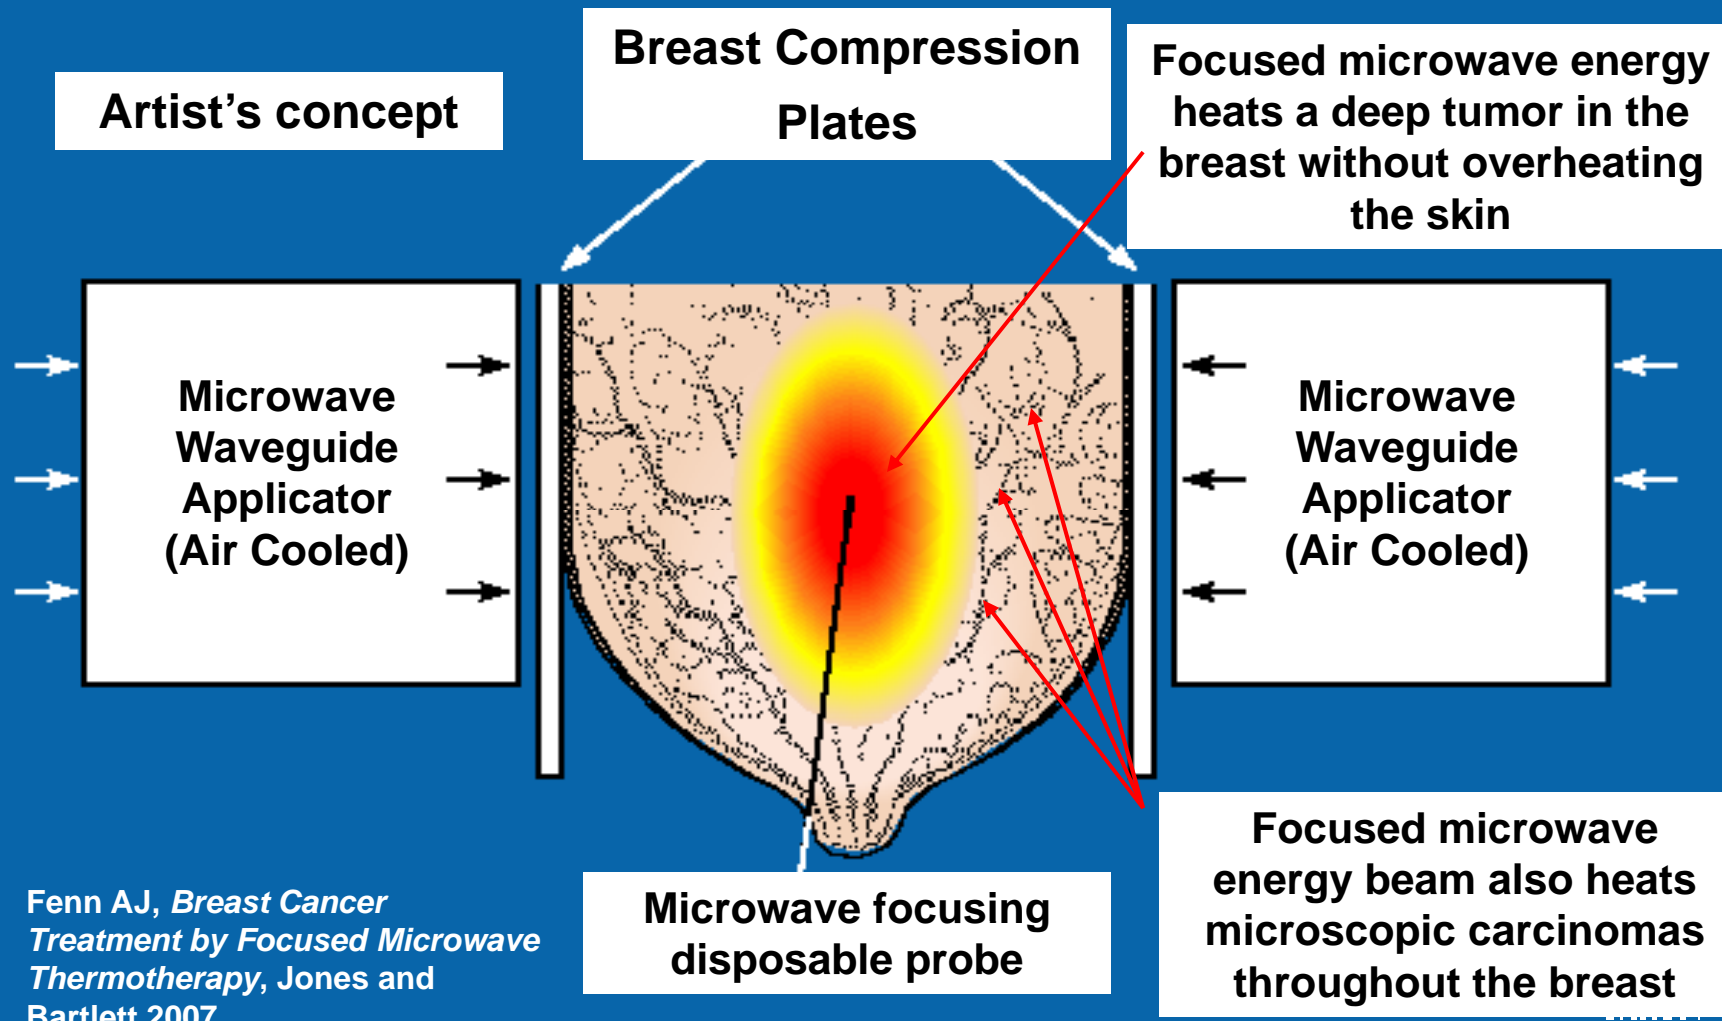 Artist’s concept
Breast Compression
Plates
Focused microwave energy
heats a deep tumor in the
breast without overheating
the skin
Microwave
Waveguide
Applicator
(Air Cooled)
Microwave
Waveguide
Applicator
(Air Cooled)
Fenn AJ, Breast Cancer
Treatment by Focused Microwave
Thermotherapy, Jones and
Bartlett 2007
Microwave focusing
disposable probe
Focused microwave
energy beam also heats
microscopic carcinomas
throughout the breast